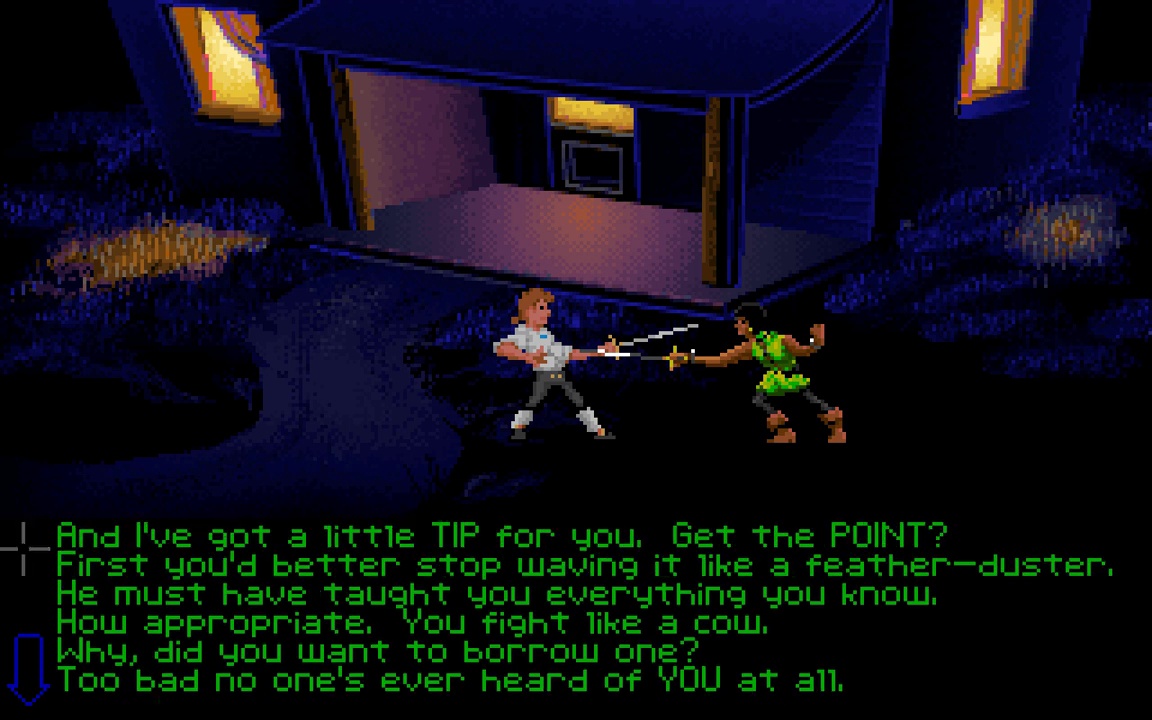 And I've got a little TIP for you.  Get the POINT?
First you'd better stop waving it like a feather-duster.
He must have taught you everything you know.
How appropriate.  You fight like a cow.
Why, did you want to borrow one?
Too bad no one's ever heard of YOU at all.